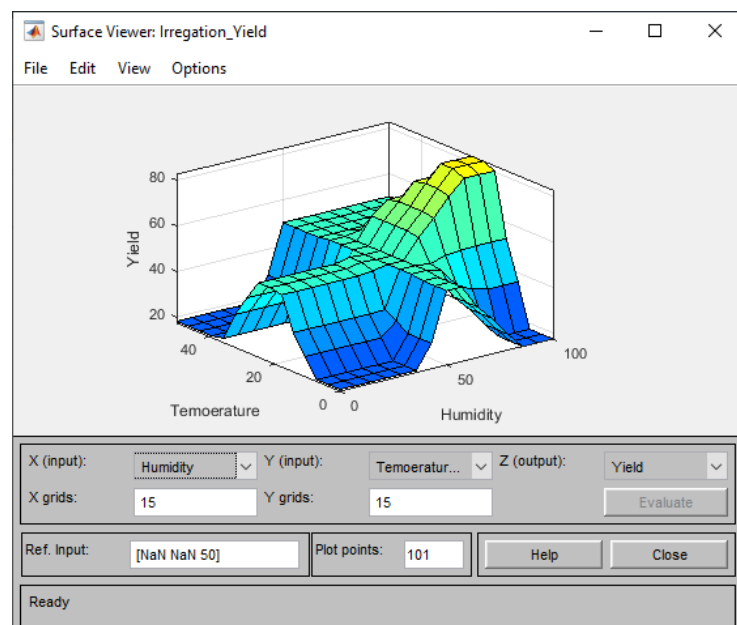 Surface Viewer: Irregation_Yield
File Edit View Options
80
60
40
20
Yield
40
20
0
Temoerature
0
50
100
Humidity
X (input): Humidity Y (input): Temoeratur... Z (output): Yield
X grids: 15 Y grids: 15 Evaluate
Ref. Input: [NaN NaN 50] Plot points: 101 Help Close
Ready